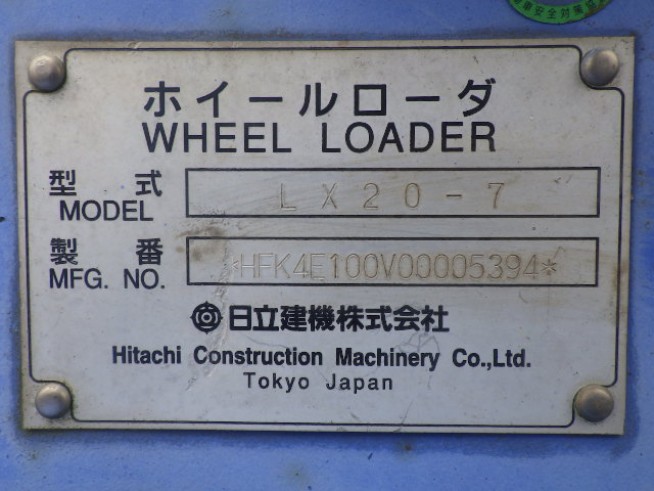 ホイールローダ
WHEEL LOADER
型式 LX20-7
MODEL
製番 *HFK4E100V00005394*
MFG. NO.
日立建機株式会社
Hitachi Construction Machinery Co.,Ltd.
Tokyo Japan